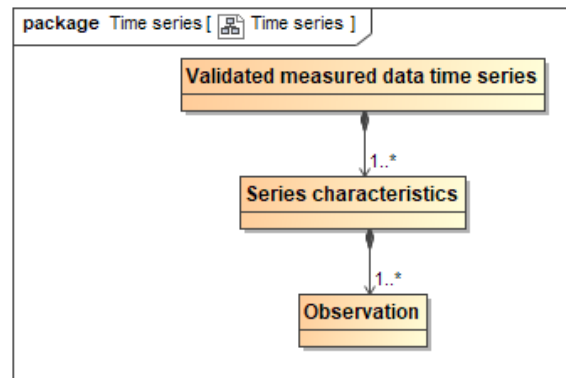 package Time series [ Time series ]
Validated measured data time series
1..*
Series characteristics
1..*
Observation